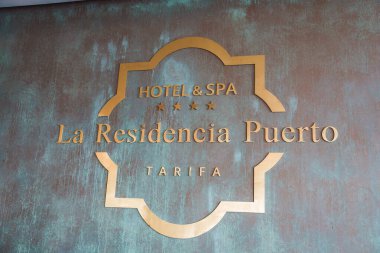 HOTEL & SPA
★★★★
La Residencia Puerto
TARIFA